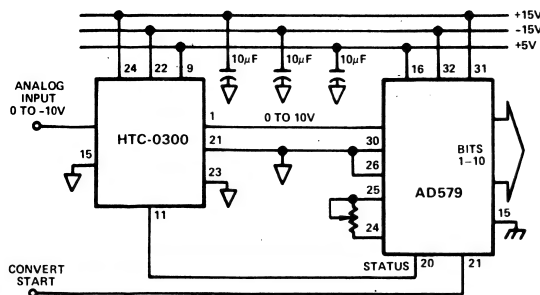 +15V
-15V
+5V
10μF 10μF 10μF
24 22 9
16 32 31
ANALOG
INPUT
0 TO -10V
1 0 TO 10V
HTC-0300
21 30
BITS
1-10
26
15
23
AD579
25
15
11
24
STATUS 20 21
CONVERT
START